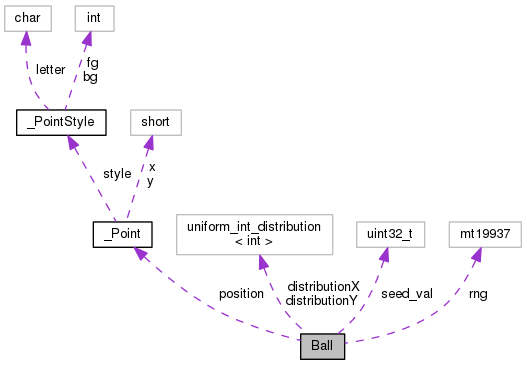 char
int
letter
fg
bg
_PointStyle
short
style
x
y
_Point
uniform_int_distribution
< int >
uint32_t
mt19937
position
distributionX
distributionY
seed_val
rng
Ball